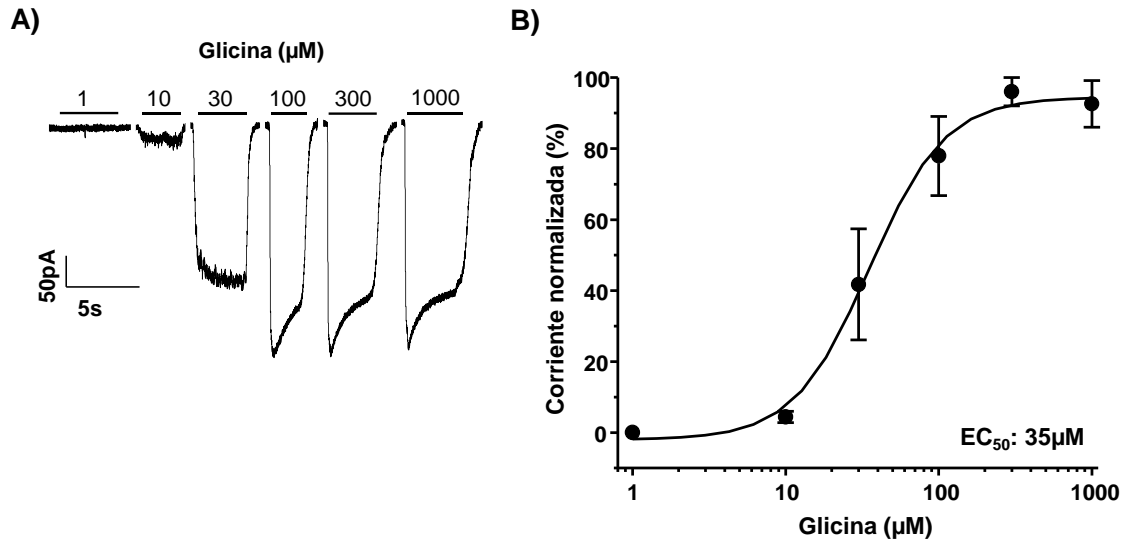 A)
Glicina (µM)
1 10 30 100 300 1000
50pA
5s
B)
Corriente normalizada (%)
100
80
60
40
20
0
EC₅₀: 35µM
1 10 100 1000
Glicina (µM)